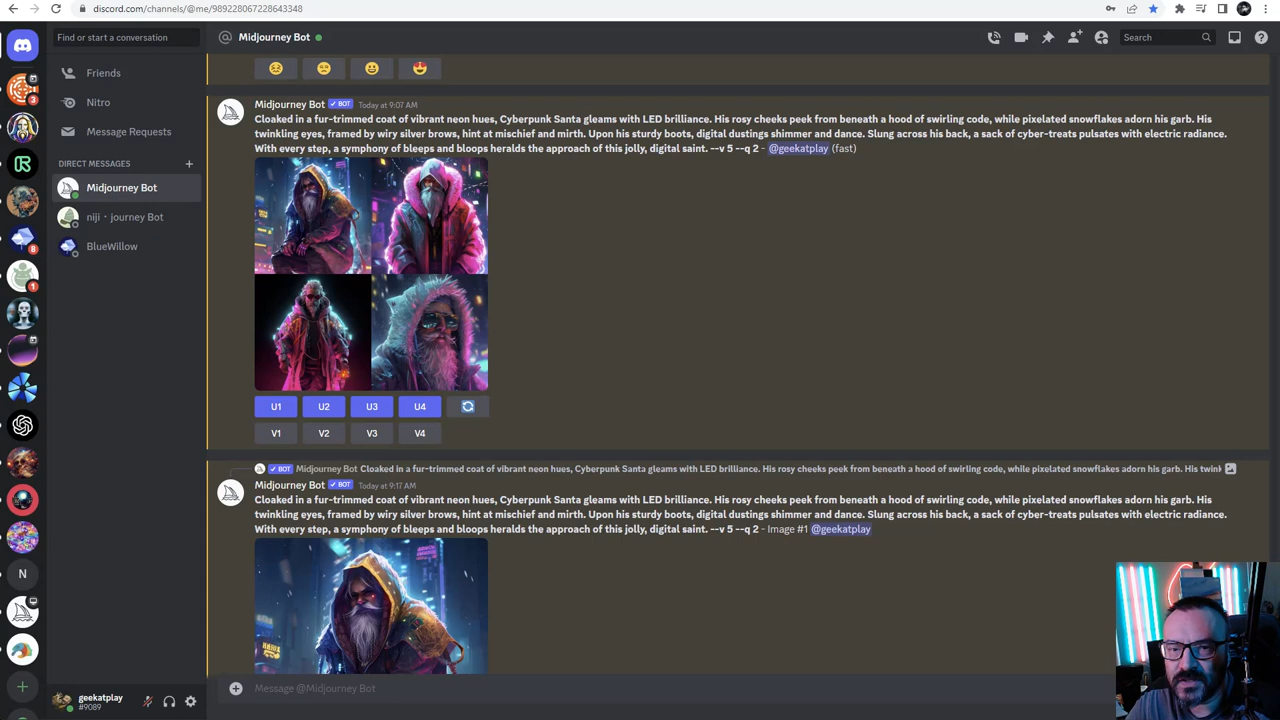 discord.com/channels/@me/989228067228643348
Find or start a conversation
Midjourney Bot
Search
Friends
Nitro
Message Requests
DIRECT MESSAGES
Midjourney Bot
niji・journey Bot
BlueWillow
3
8
1
N
Midjourney Bot BOT Today at 9:07 AM
Cloaked in a fur-trimmed coat of vibrant neon hues, Cyberpunk Santa gleams with LED brilliance. His rosy cheeks peek from beneath a hood of swirling code, while pixelated snowflakes adorn his garb. His
twinkling eyes, framed by wiry silver brows, hint at mischief and mirth. Upon his sturdy boots, digital dustings shimmer and dance. Slung across his back, a sack of cyber-treats pulsates with electric radiance.
With every step, a symphony of bleeps and bloops heralds the approach of this jolly, digital saint. --v 5 --q 2 - @geekatplay (fast)
U1 U2 U3 U4
V1 V2 V3 V4
BOT Midjourney Bot Cloaked in a fur-trimmed coat of vibrant neon hues, Cyberpunk Santa gleams with LED brilliance. His rosy cheeks peek from beneath a hood of swirling code, while pixelated snowflakes adorn his garb. His twink
Midjourney Bot BOT Today at 9:17 AM
Cloaked in a fur-trimmed coat of vibrant neon hues, Cyberpunk Santa gleams with LED brilliance. His rosy cheeks peek from beneath a hood of swirling code, while pixelated snowflakes adorn his garb. His
twinkling eyes, framed by wiry silver brows, hint at mischief and mirth. Upon his sturdy boots, digital dustings shimmer and dance. Slung across his back, a sack of cyber-treats pulsates with electric radiance.
With every step, a symphony of bleeps and bloops heralds the approach of this jolly, digital saint. --v 5 --q 2 - Image #1 @geekatplay
Message @Midjourney Bot
geekatplay
#9089